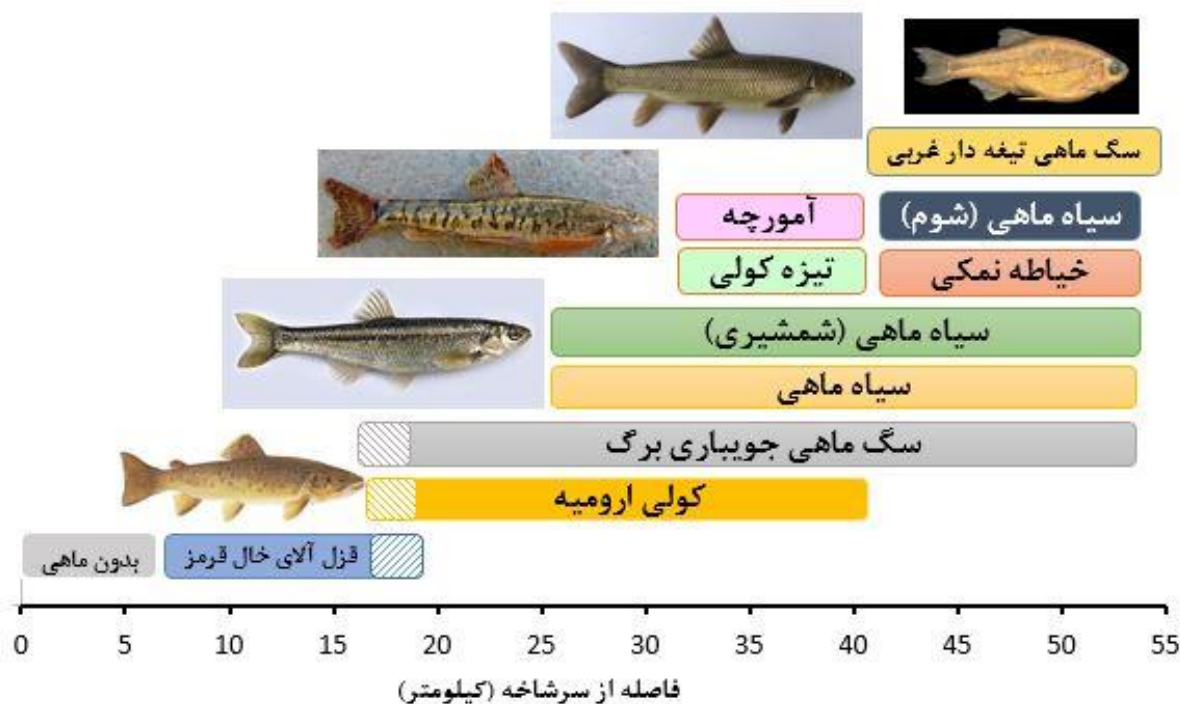 سگ ماهی تیغه دار غربی
آمورچه
سیاه ماهی (شوم)
تیزه کولی
خیاطه نمکی
سیاه ماهی (شمشیری)
سیاه ماهی
سگ ماهی جویباری برگ
کولی ارومیه
بدون ماهی
قزل آلای خال قرمز
0 5 10 15 20 25 30 35 40 45 50 55
فاصله از سرشاخه (کیلومتر)